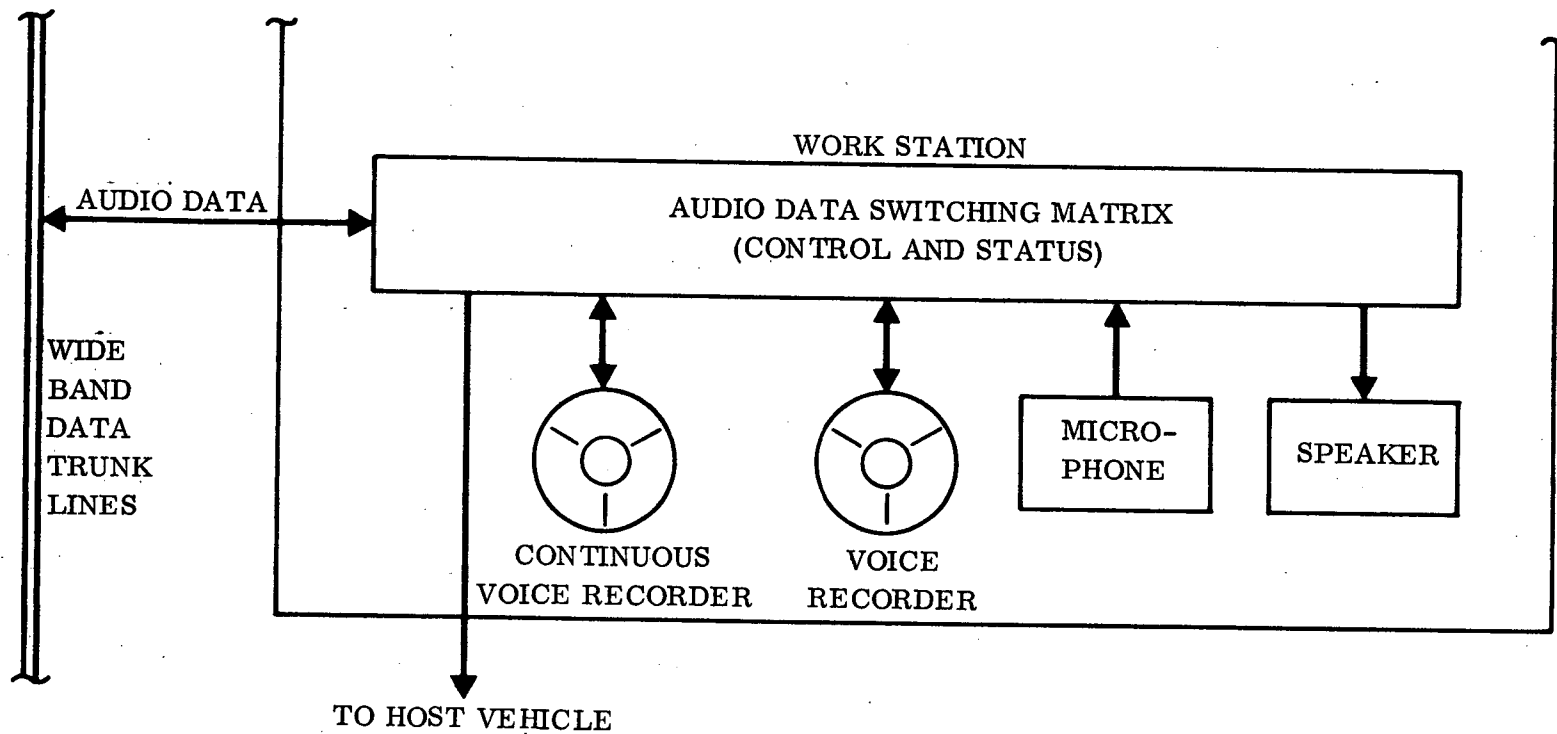 WORK STATION
AUDIO DATA
AUDIO DATA SWITCHING MATRIX
(CONTROL AND STATUS)
WIDE
BAND
DATA
TRUNK
LINES
MICRO-
PHONE
SPEAKER
CONTINUOUS
VOICE RECORDER
VOICE
RECORDER
TO HOST VEHICLE